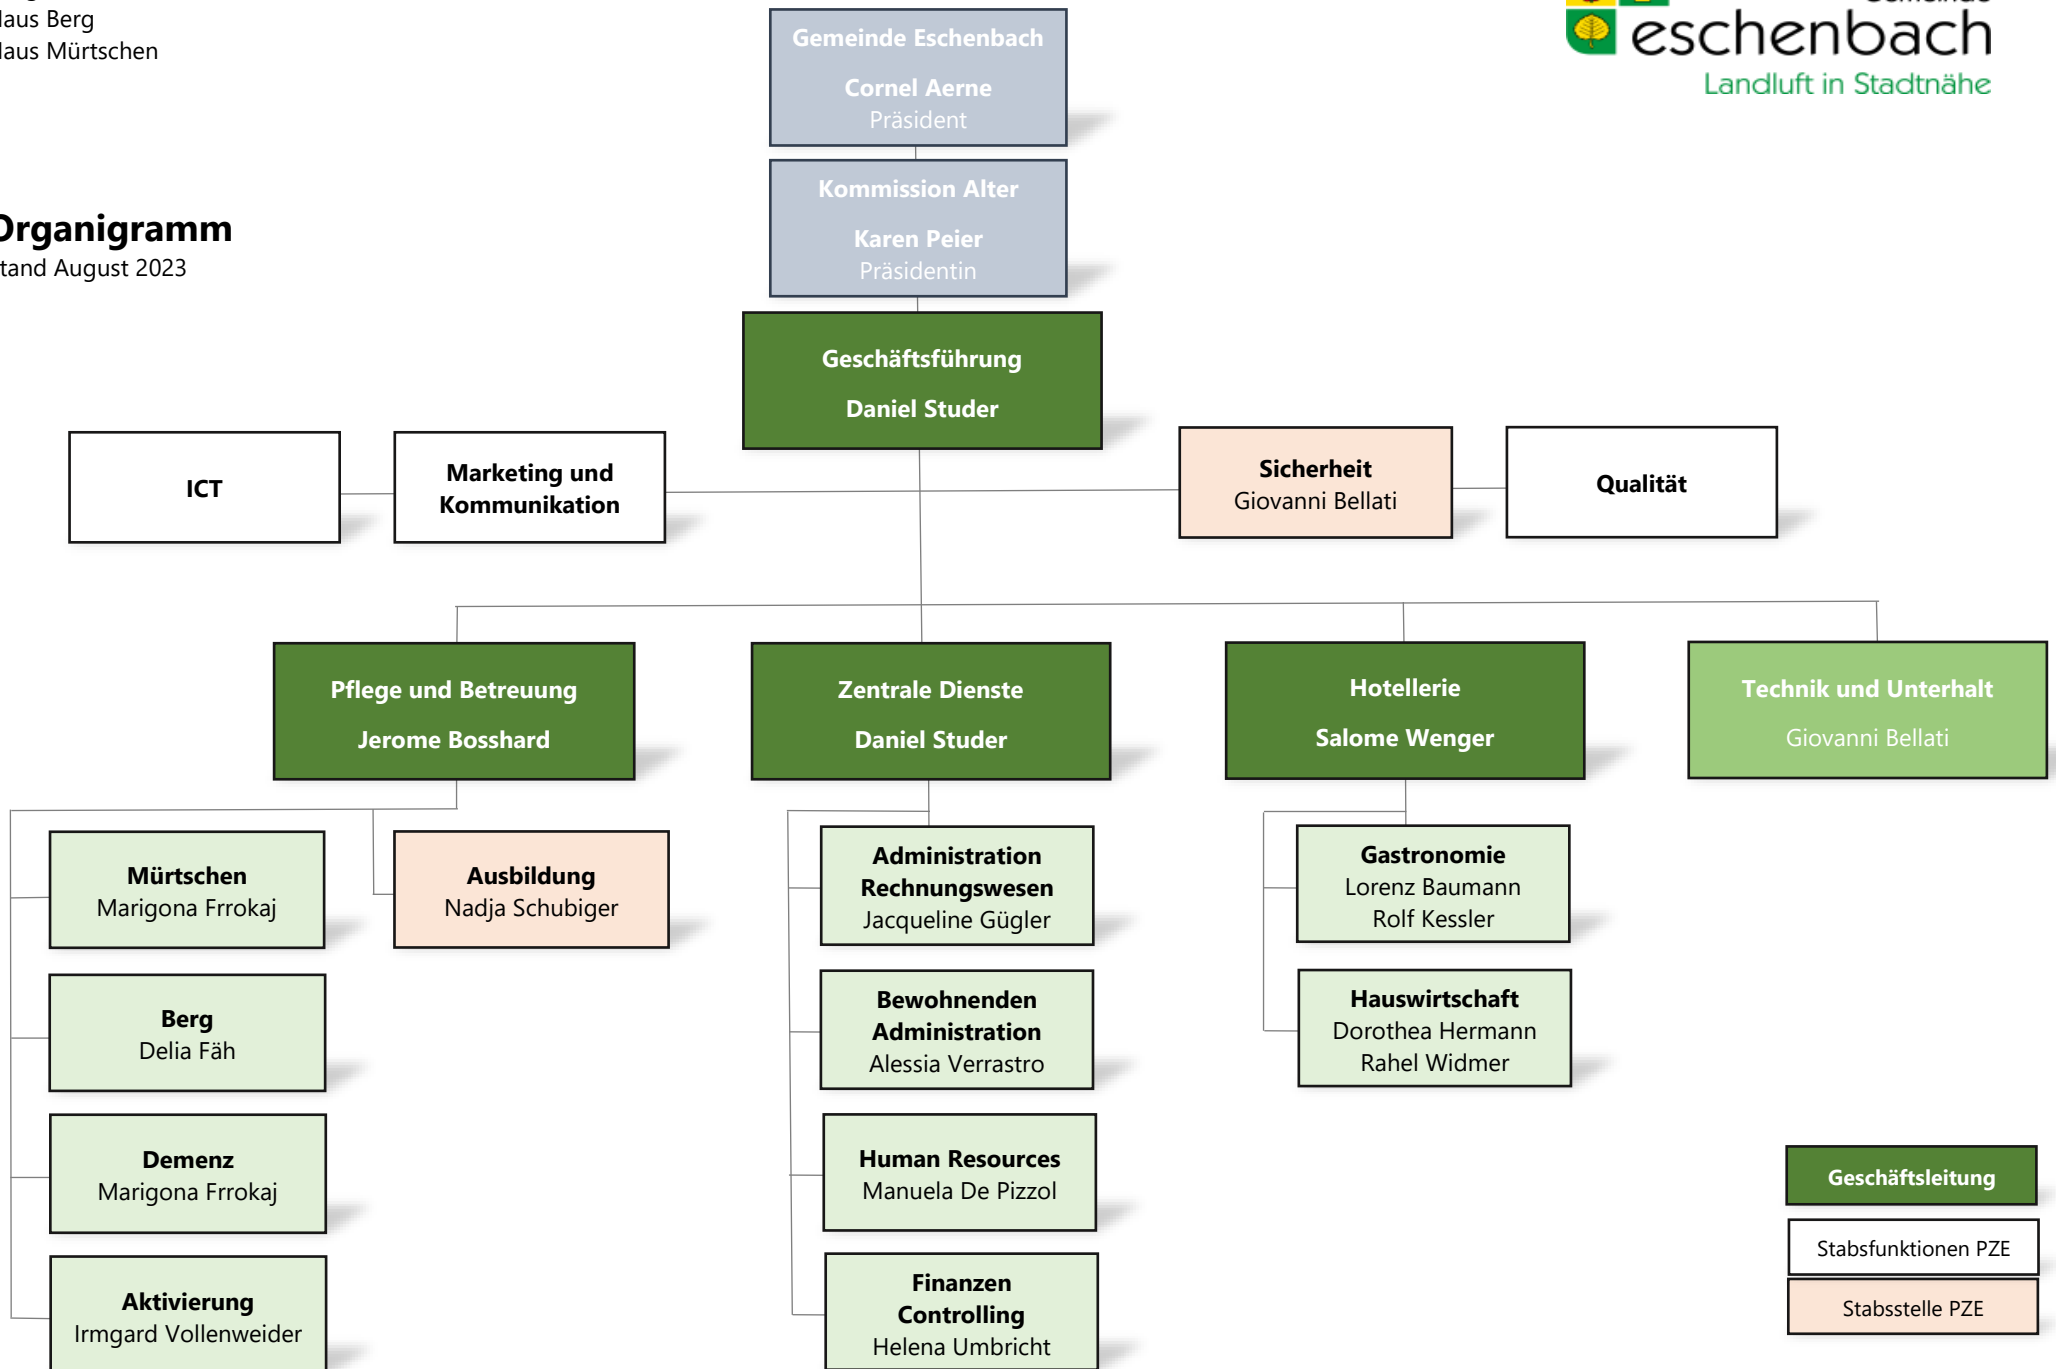 Haus Berg
Haus Mürtschen
eschenbach
Landluft in Stadtnähe
Organigramm
Stand August 2023
Gemeinde Eschenbach
Cornel Aerne
Präsident
Kommission Alter
Karen Peier
Präsidentin
Geschäftsführung
Daniel Studer
ICT
Marketing und
Kommunikation
Sicherheit
Giovanni Bellati
Qualität
Pflege und Betreuung
Jerome Bosshard
Zentrale Dienste
Daniel Studer
Hotellerie
Salome Wenger
Technik und Unterhalt
Giovanni Bellati
Mürtschen
Marigona Frrokaj
Ausbildung
Nadja Schubiger
Berg
Delia Fäh
Demenz
Marigona Frrokaj
Aktivierung
Irmgard Vollenweider
Administration
Rechnungswesen
Jacqueline Gügler
Bewohnenden
Administration
Alessia Verrastro
Human Resources
Manuela De Pizzol
Finanzen
Controlling
Helena Umbricht
Gastronomie
Lorenz Baumann
Rolf Kessler
Hauswirtschaft
Dorothea Hermann
Rahel Widmer
Geschäftsleitung
Stabsfunktionen PZE
Stabsstelle PZE